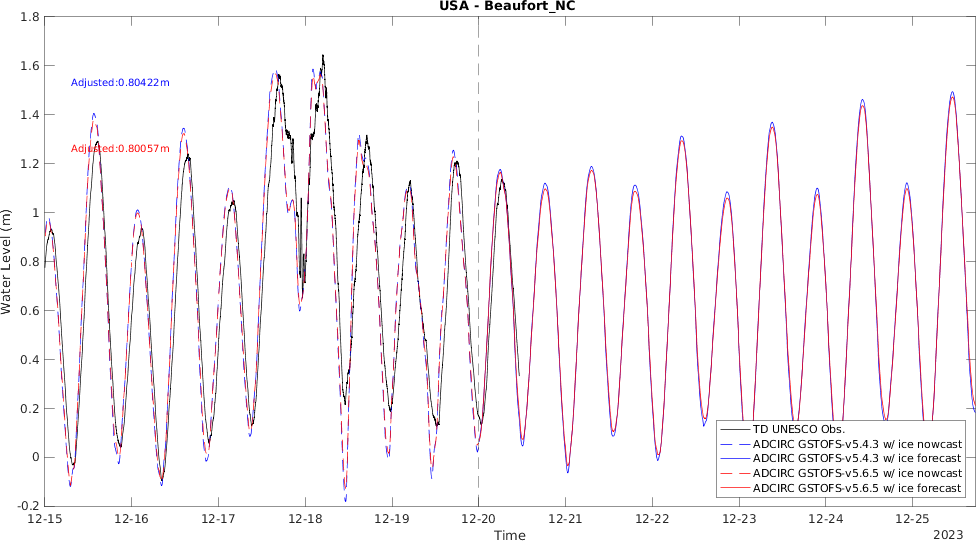 USA - Beaufort_NC
1.8
1.6
1.4
1.2
1
0.8
0.6
0.4
0.2
0
-0.2
Water Level (m)
Adjusted:0.80422m
Adjusted:0.80057m
TD UNESCO Obs.
ADCIRC GSTOFS-v5.4.3 w/ ice nowcast
ADCIRC GSTOFS-v5.4.3 w/ ice forecast
ADCIRC GSTOFS-v5.6.5 w/ ice nowcast
ADCIRC GSTOFS-v5.6.5 w/ ice forecast
12-15 12-16 12-17 12-18 12-19 12-20 12-21 12-22 12-23 12-24 12-25
Time
2023